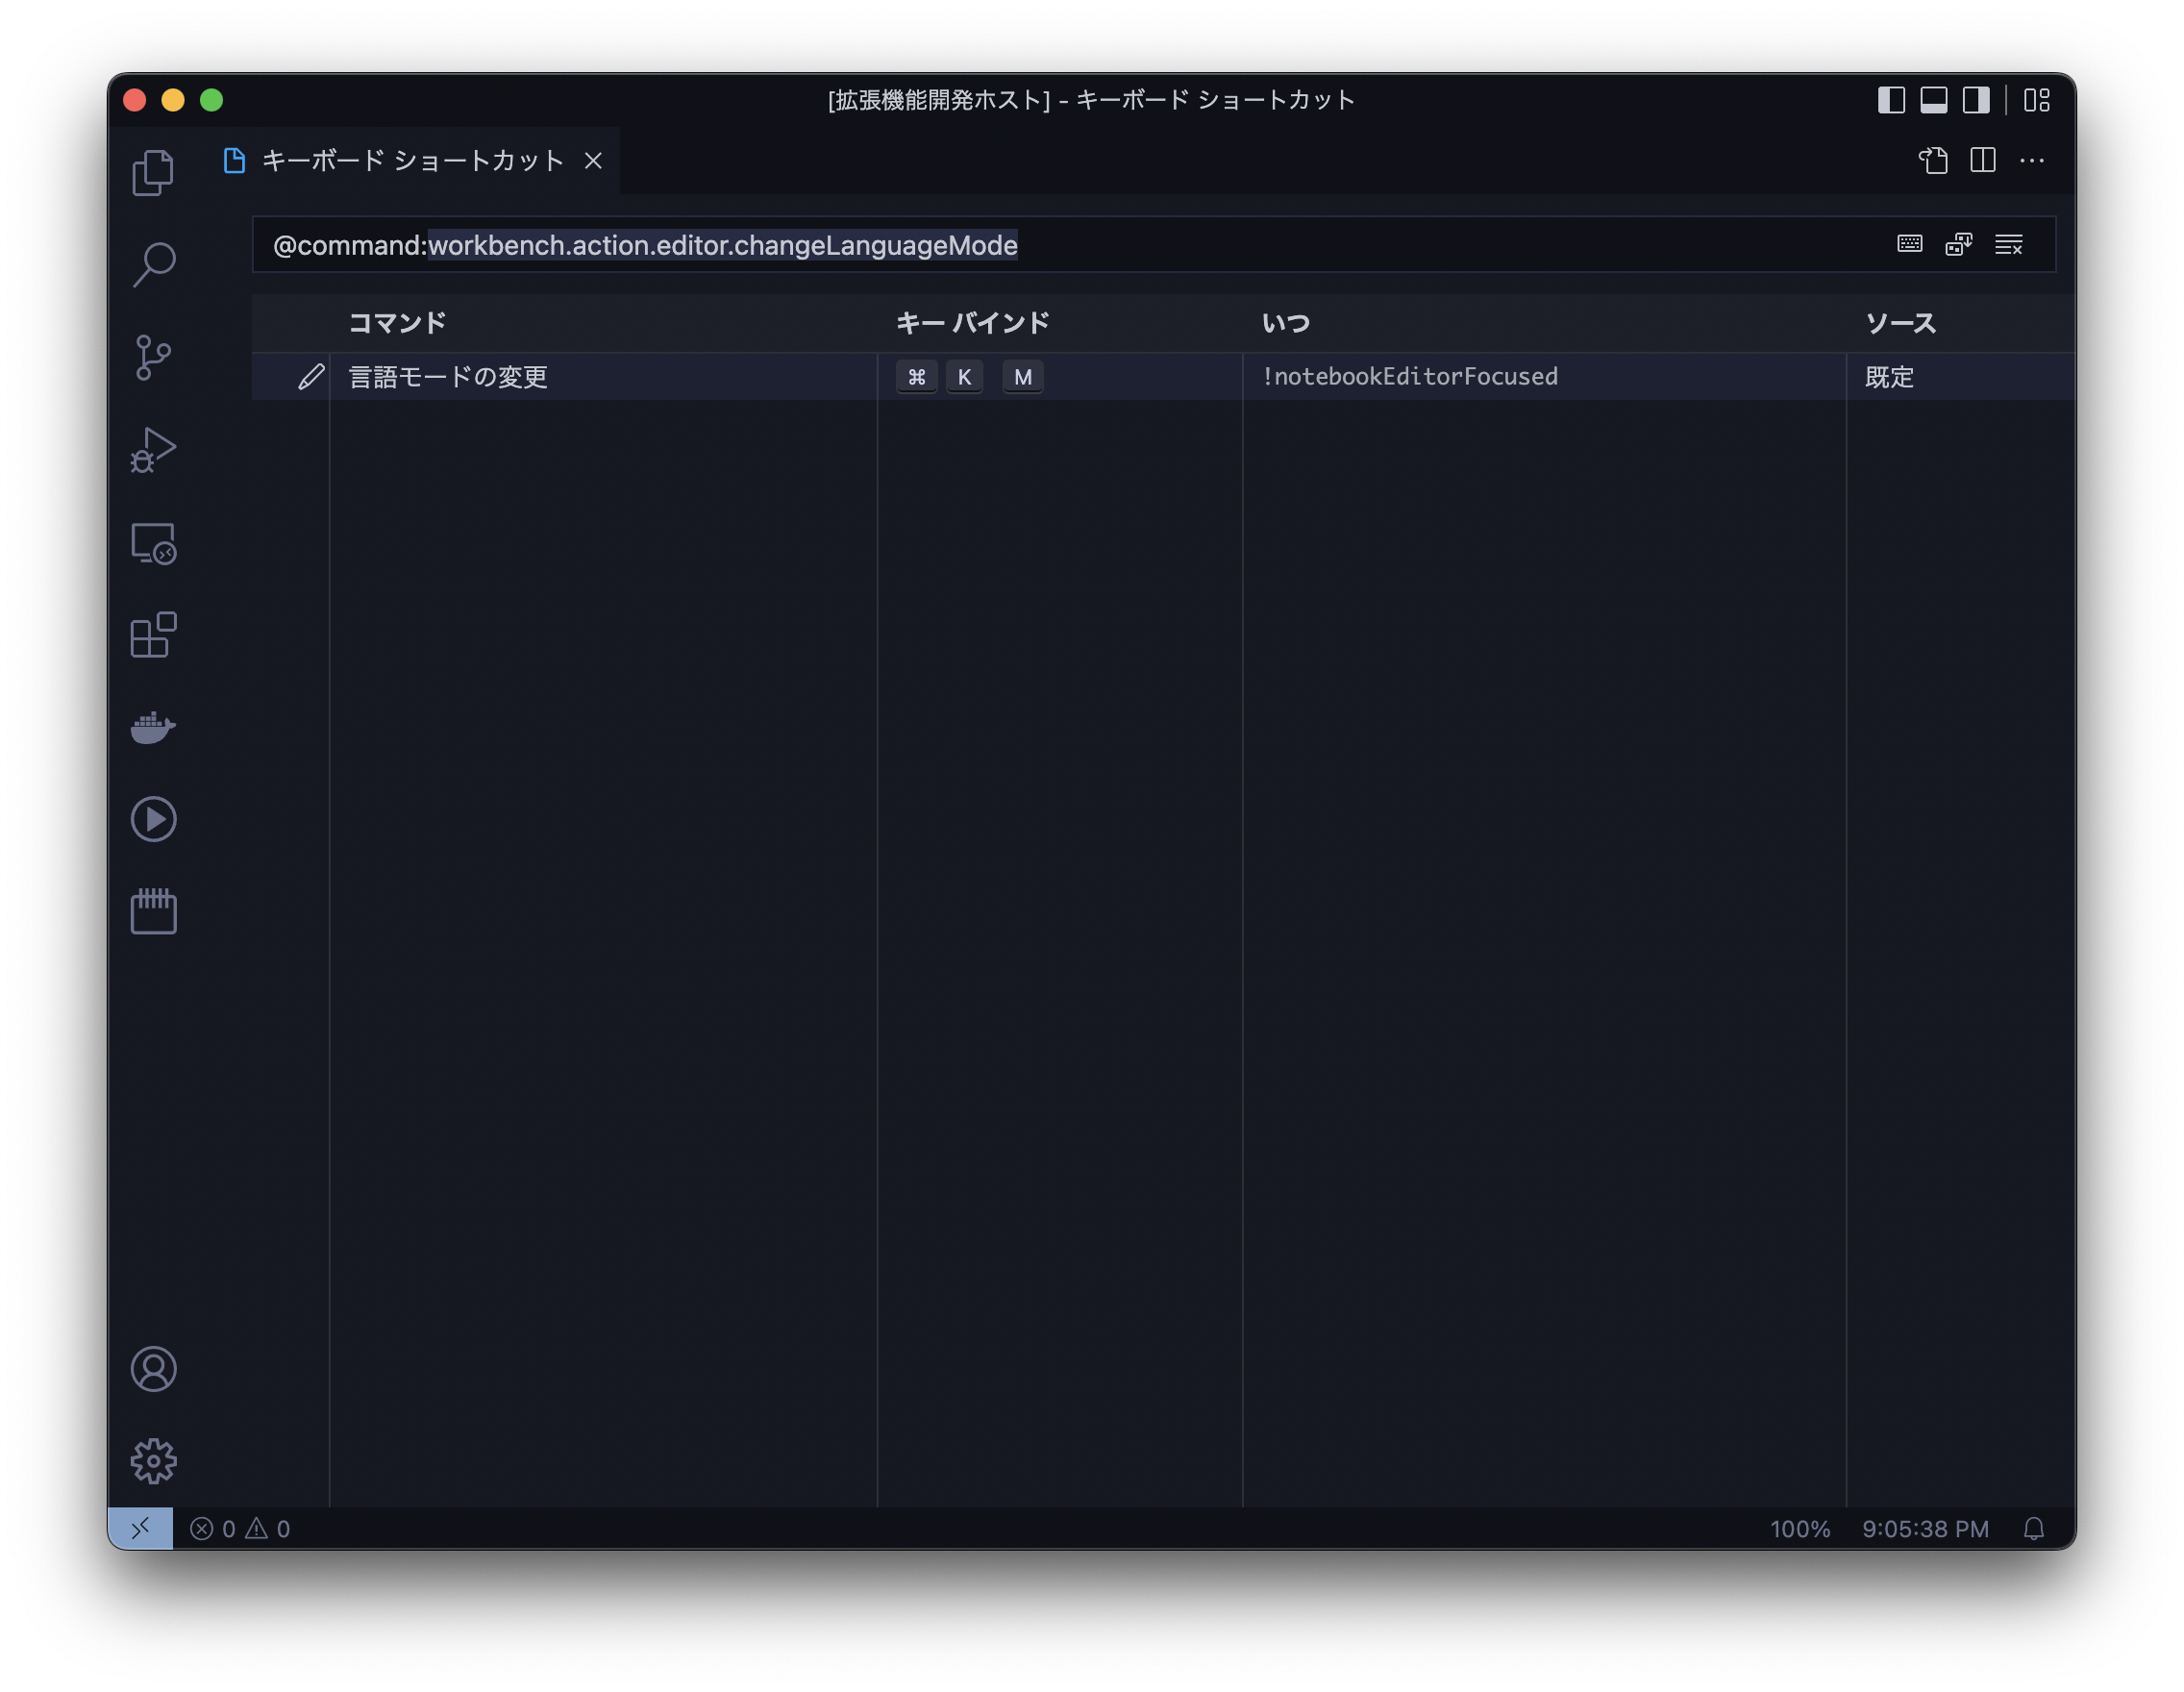 [拡張機能開発ホスト] - キーボード ショートカット
キーボード ショートカット
@command:workbench.action.editor.changeLanguageMode
コマンド キー バインド いつ ソース
言語モードの変更 ⌘ K M !notebookEditorFocused 既定
0 0 100% 9:05:38 PM